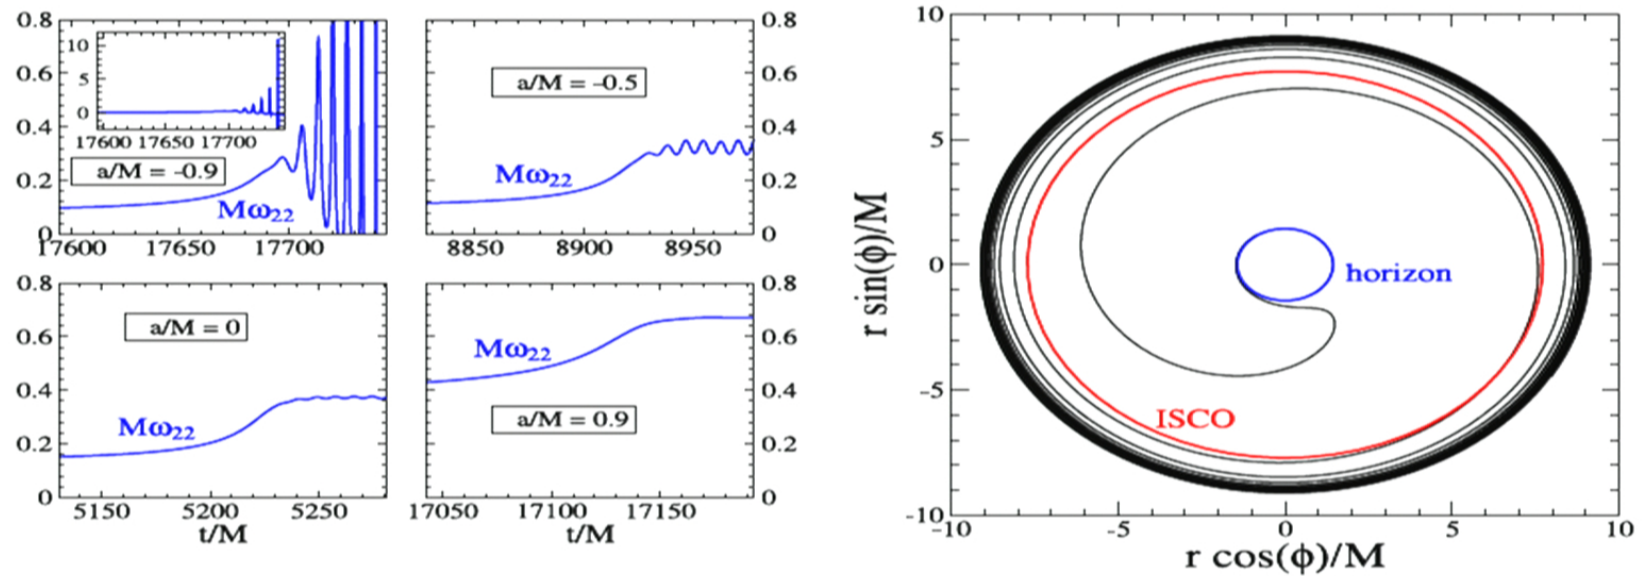 0.8
0.6
0.4
0.2
0
10
5
0
17600 17650 17700
a/M = -0.9
Mω22
17600 17650 17700
a/M = -0.5
Mω22
0.8
0.6
0.4
0.2
0
8850 8900 8950
0.8
0.6
0.4
0.2
0
a/M = 0
Mω22
5150 5200 5250
t/M
Mω22
a/M = 0.9
0.8
0.6
0.4
0.2
0
17050 17100 17150
t/M
r sin(ϕ)/M
10
5
0
-5
-10
horizon
ISCO
-10 -5 0 5 10
r cos(ϕ)/M